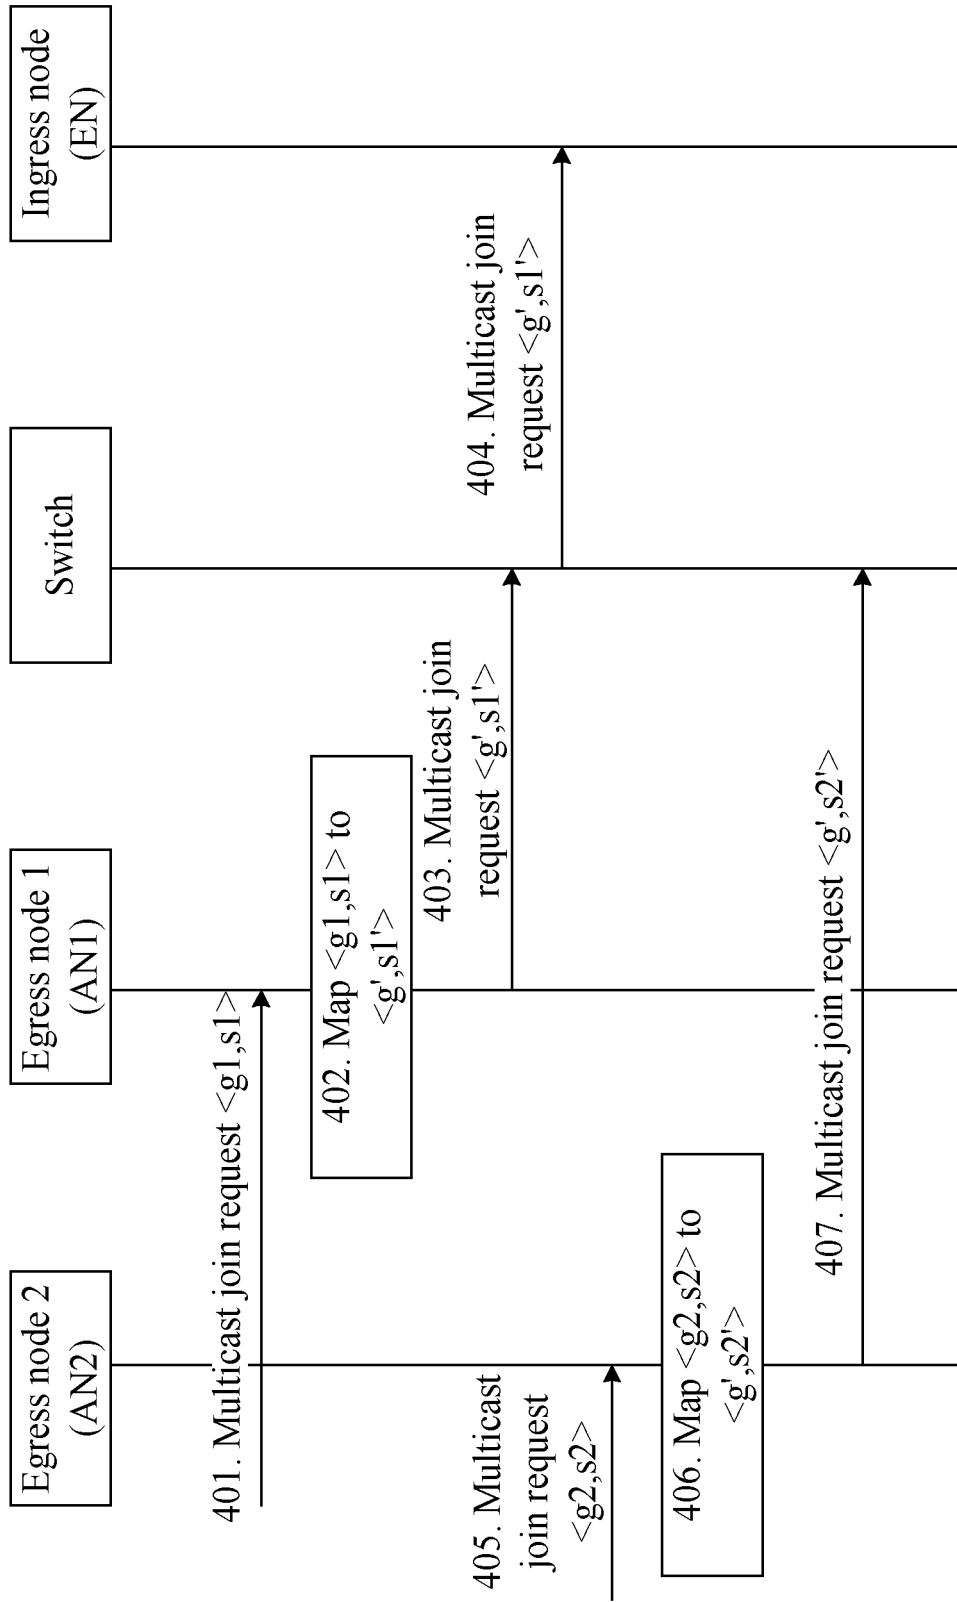 Egress node 2
(AN2)
Egress node 1
(AN1)
Switch
Ingress node
(EN)
401. Multicast join request <g1,s1>
402. Map <g1,s1> to
<g',s1'>
403. Multicast join
request <g',s1'>
404. Multicast join
request <g',s1'>
405. Multicast
join request
<g2,s2>
406. Map <g2,s2> to
<g',s2'>
407. Multicast join request <g',s2'>